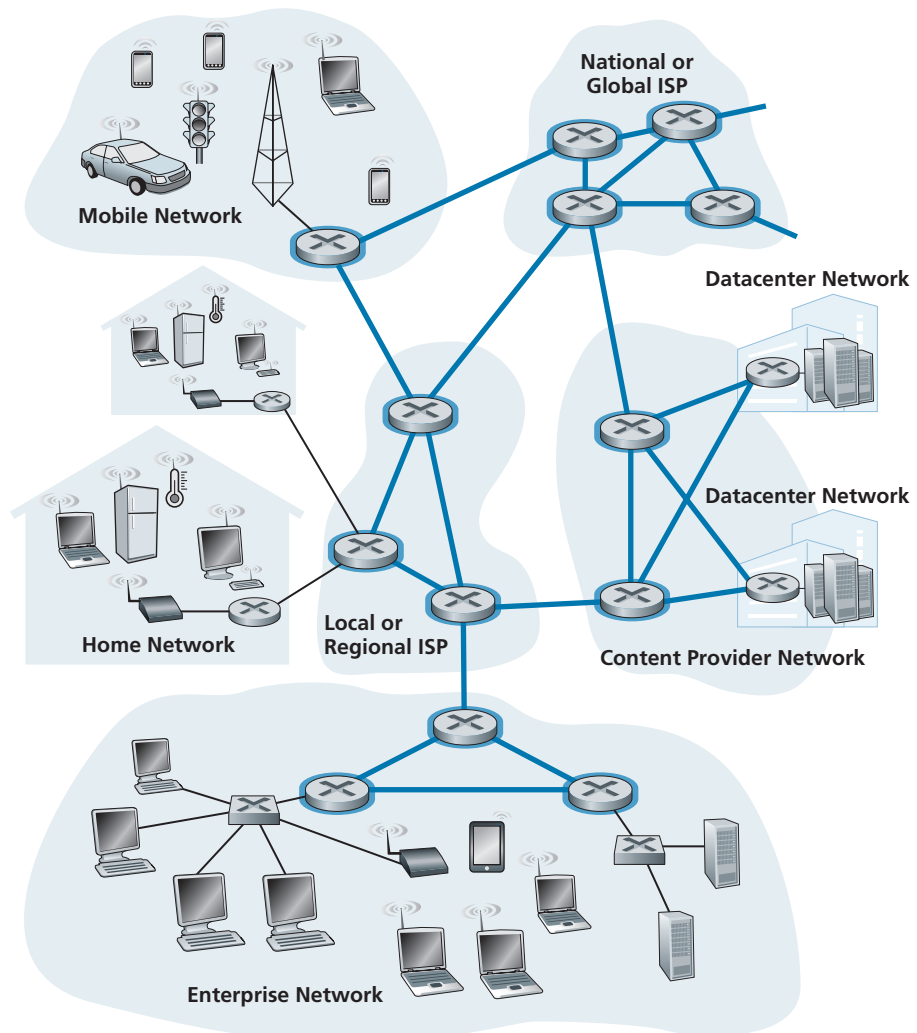 National or
Global ISP
Mobile Network
Datacenter Network
Datacenter Network
Local or
Regional ISP
Home Network
Content Provider Network
Enterprise Network